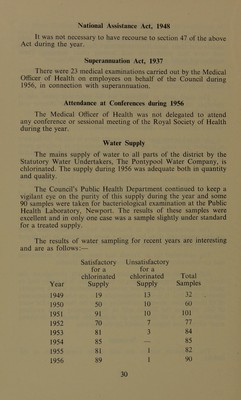 National Assistance Act, 1948
It was not necessary to have recourse to section 47 of the above
Act during the year.
Superannuation Act, 1937
There were 23 medical examinations carried out by the Medical
Officer of Health on employees on behalf of the Council during
1956, in connection with superannuation.
Attendance at Conferences during 1956
The Medical Officer of Health was not delegated to attend
any conference or sessional meeting of the Royal Society of Health
during the year.
Water Supply
The mains supply of water to all parts of the district by the
Statutory Water Undertakers, The Pontypool Water Company, is
chlorinated. The supply during 1956 was adequate both in quantity
and quality.
The Council's Public Health Department continued to keep a
vigilant eye on the purity of this supply during the year and some
90 samples were taken for bacteriological examination at the Public
Health Laboratory, Newport. The results of these samples were
excellent and in only one case was a sample slightly under standard
for a treated supply.
The results of water sampling for recent years are interesting
and are as follows:—
Satisfactory Unsatisfactory
for a for a
chlorinated chlorinated Total
Year Supply Supply Samples
1949 19 13 32
1950 50 10 60
1951 91 10 101
1952 70 7 77
1953 81 3 84
1954 85 — 85
1955 81 1 82
1956 89 1 90
30